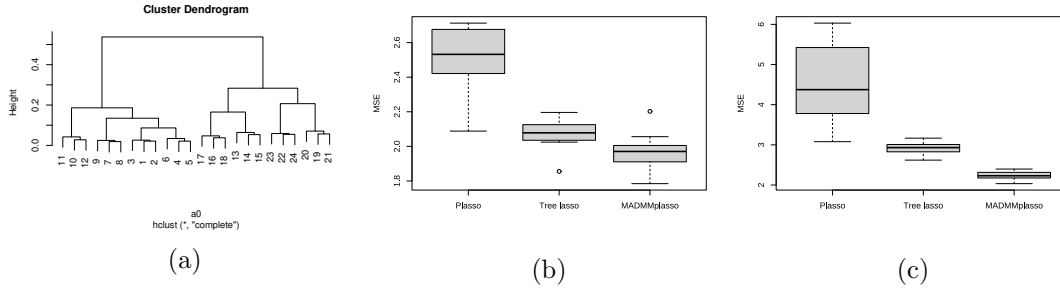 Cluster Dendrogram
Height
0.0 0.2 0.4
11 10 12 9 7 8 3 1 2 6 4 5 17 16 18 13 14 15 23 22 24 20 19 21
a0
hclust (*, "complete")
(a)
MSE
1.8 2.0 2.2 2.4 2.6
Plasso Tree lasso MADMMplasso
(b)
MSE
2 3 4 5 6
Plasso Tree lasso MADMMplasso
(c)